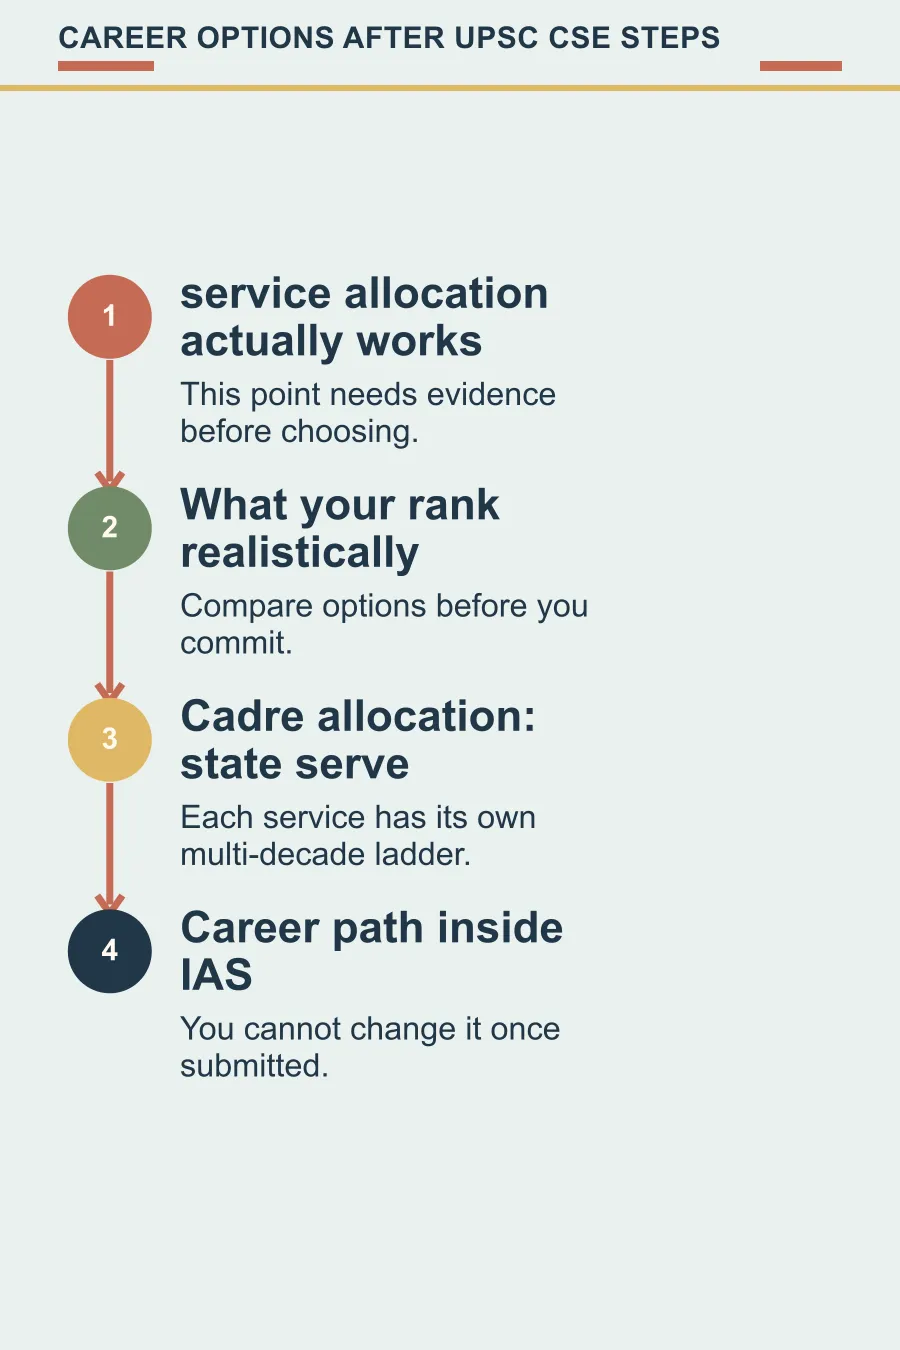 CAREER OPTIONS AFTER UPSC CSE STEPS
1
service allocation
actually works
This point needs evidence
before choosing.
2
What your rank
realistically
Compare options before you
commit.
3
Cadre allocation:
state serve
Each service has its own
multi-decade ladder.
4
Career path inside
IAS
You cannot change it once
submitted.